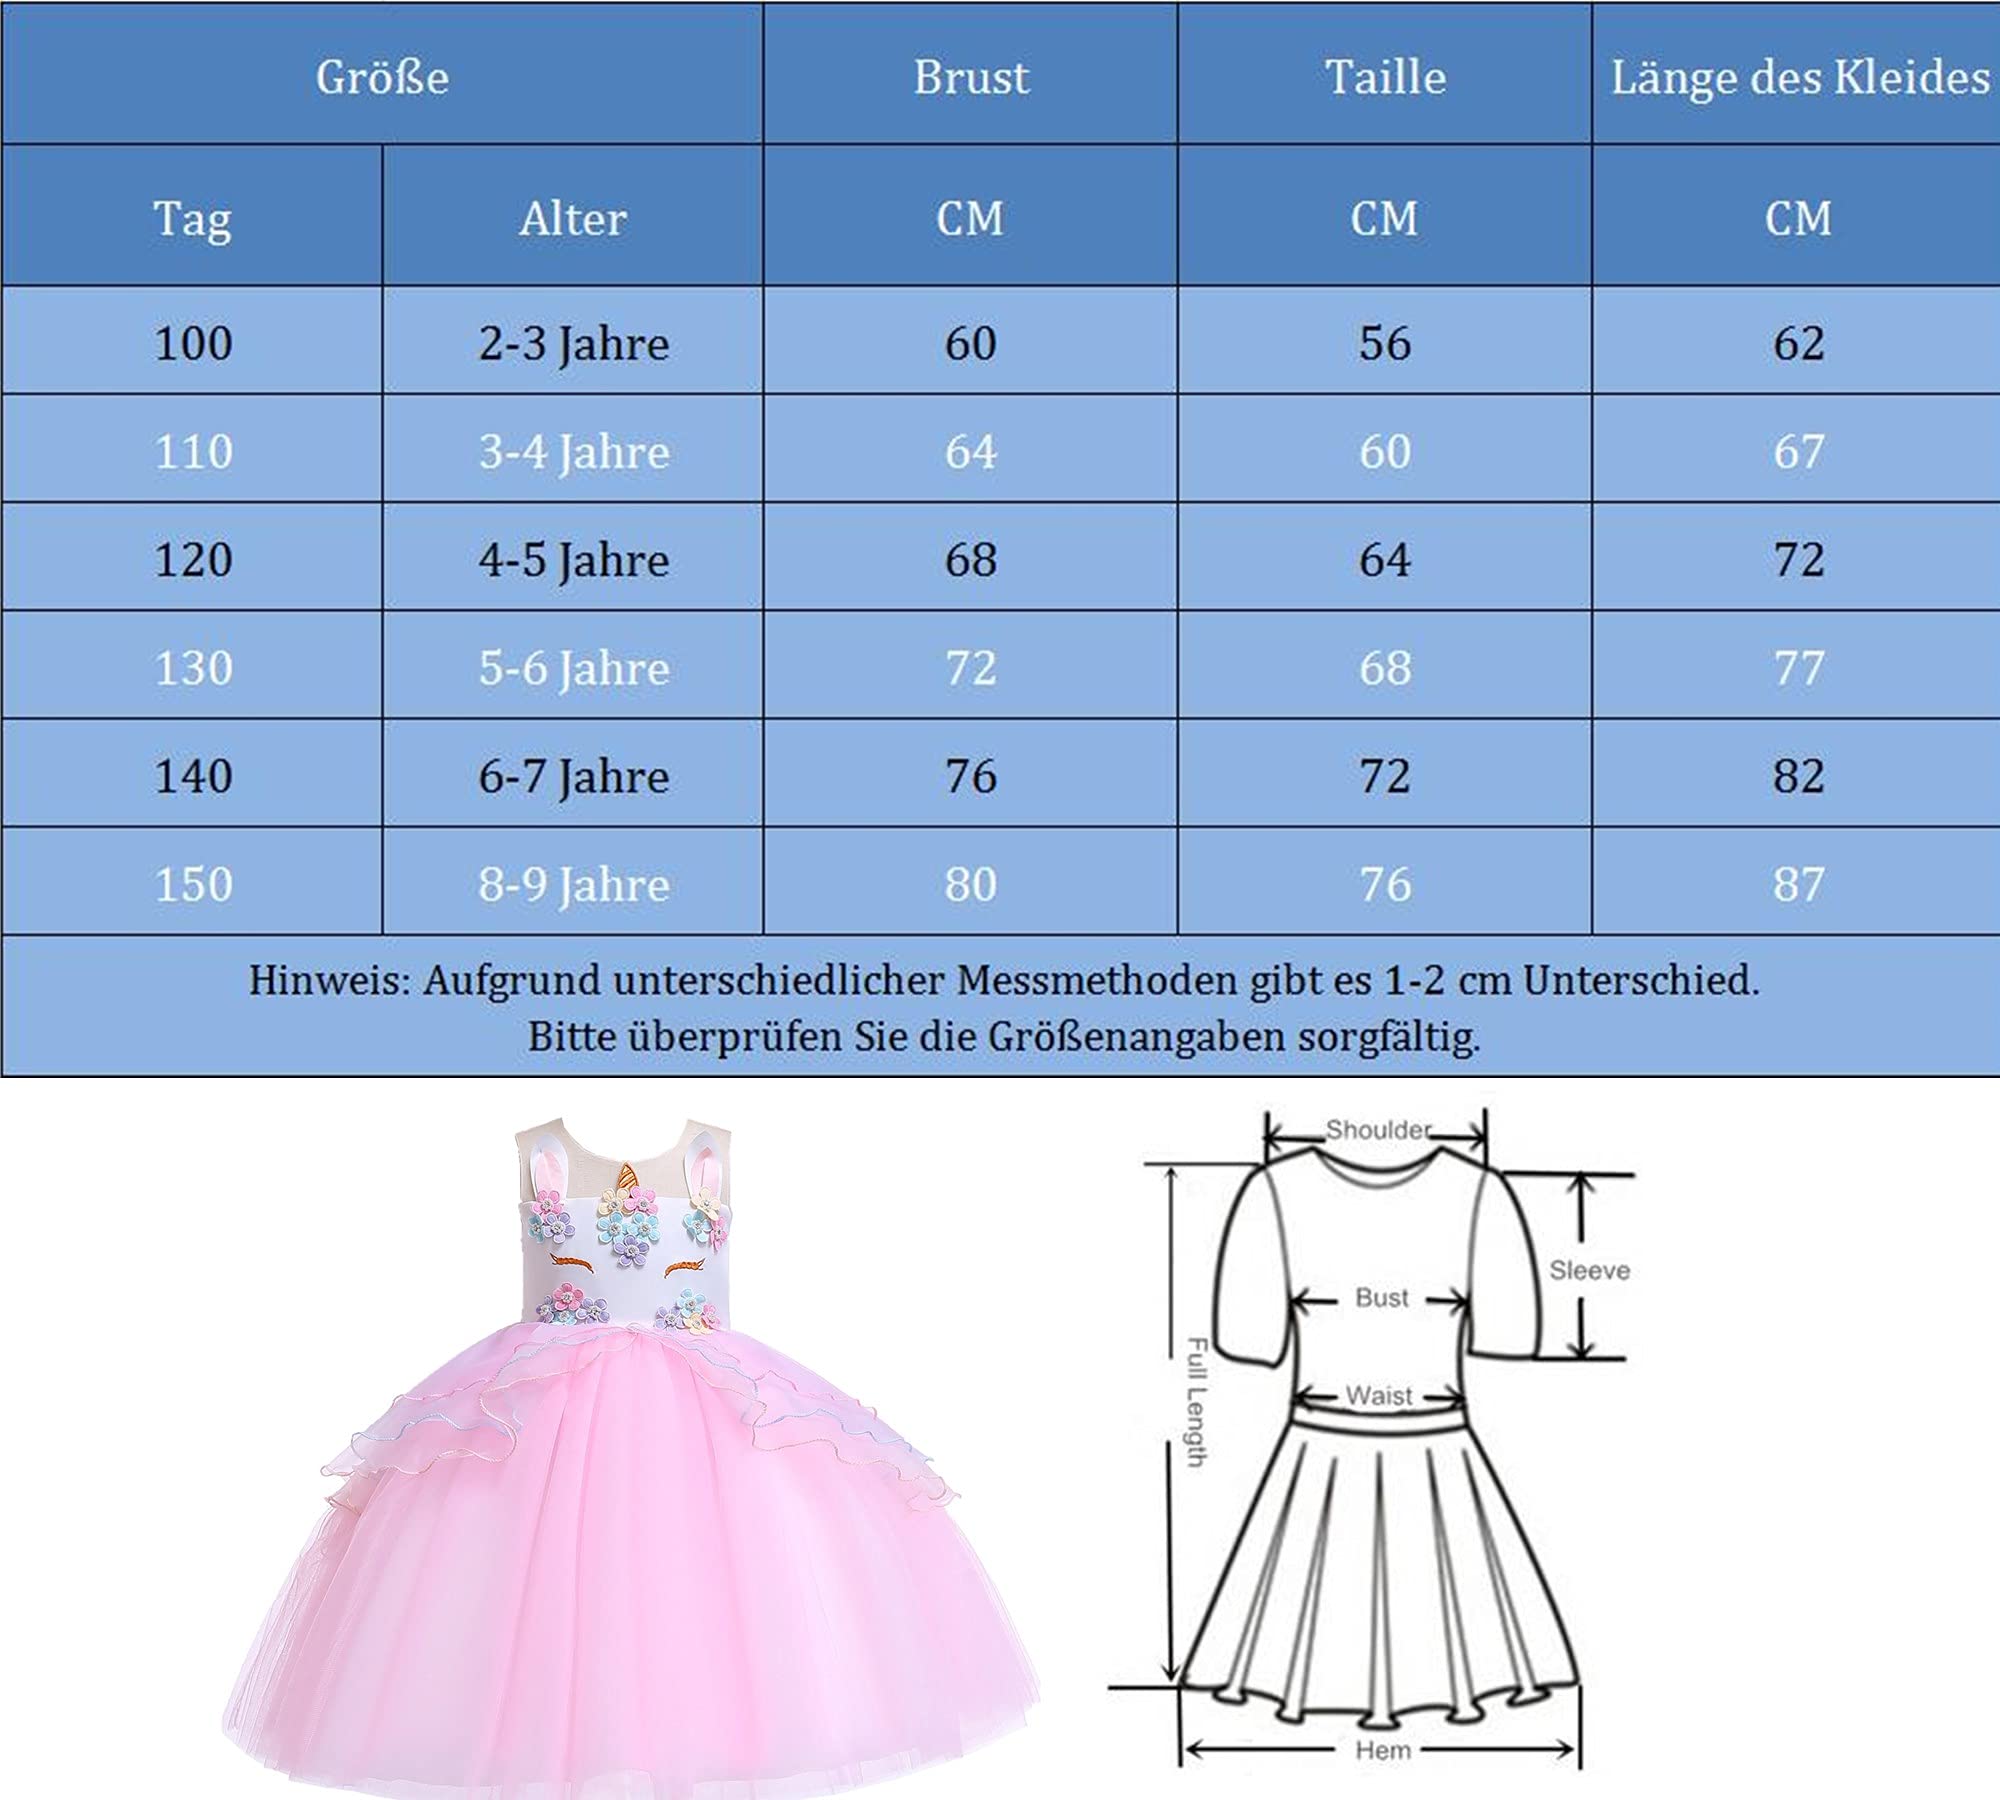 Größe Brust Taille Länge des Kleides
Tag Alter CM CM CM
100 2-3 Jahre 60 56 62
110 3-4 Jahre 64 60 67
120 4-5 Jahre 68 64 72
130 5-6 Jahre 72 68 77
140 6-7 Jahre 76 72 82
150 8-9 Jahre 80 76 87
Hinweis: Aufgrund unterschiedlicher Messmethoden gibt es 1-2 cm Unterschied.
Bitte überprüfen Sie die Größenangaben sorgfältig.
Shoulder
Sleeve
Bust
Full Length
Waist
Hem